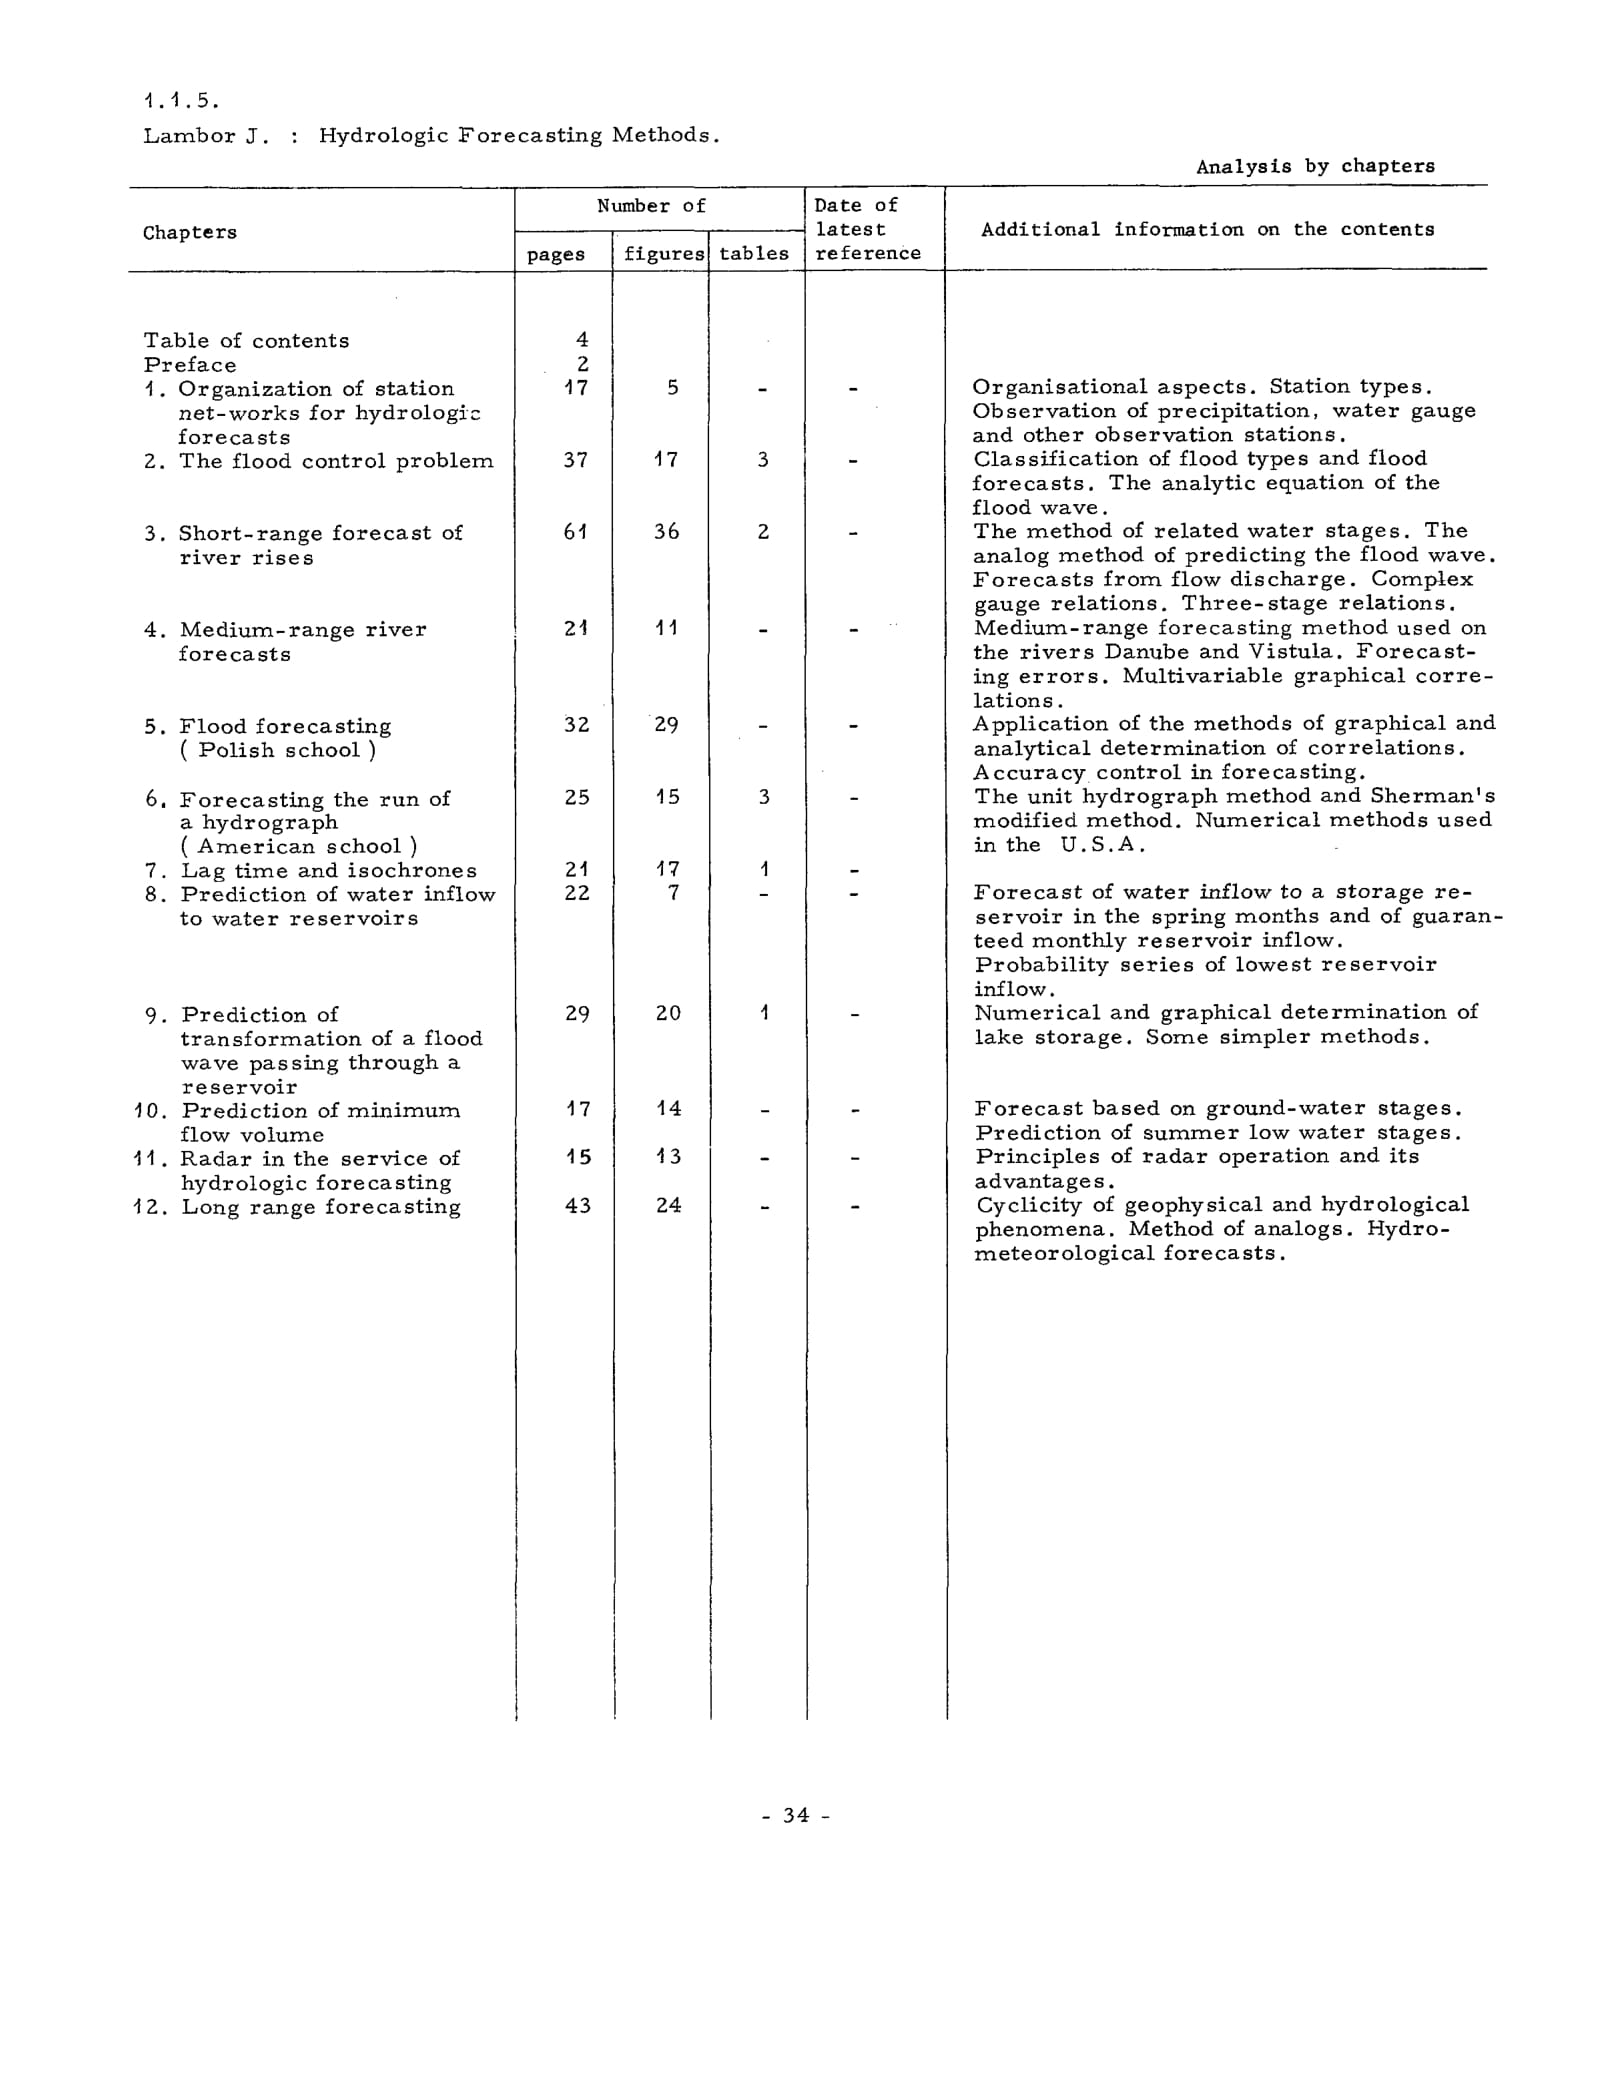 1.1.5.
Lambor J. : Hydrologic Forecasting Methods.
Analysis by chapters
Chapters
Number of
pages figures tables
Date of
latest
reference
Additional information on the contents
Table of contents 4
Preface 2
1. Organization of station 17 5 - - Organisational aspects. Station types.
net-works for hydrologic Observation of precipitation, water gauge
forecasts and other observation stations.
2. The flood control problem 37 17 3 - Classification of flood types and flood
forecasts. The analytic equation of the
flood wave.
3. Short-range forecast of 61 36 2 - The method of related water stages. The
river rises analog method of predicting the flood wave.
Forecasts from flow discharge. Complex
gauge relations. Three-stage relations.
4. Medium-range river 21 11 - - Medium-range forecasting method used on
forecasts the rivers Danube and Vistula. Forecast-
ing errors. Multivariable graphical corre-
lations.
5. Flood forecasting 32 29 - - Application of the methods of graphical and
( Polish school ) analytical determination of correlations.
Accuracy control in forecasting.
6. Forecasting the run of 25 15 3 - The unit hydrograph method and Sherman's
a hydrograph modified method. Numerical methods used
( American school ) in the U.S.A.
7. Lag time and isochrones 21 17 1 -
8. Prediction of water inflow 22 7 - - Forecast of water inflow to a storage re-
to water reservoirs servoir in the spring months and of guaran-
teed monthly reservoir inflow.
Probability series of lowest reservoir
inflow.
9. Prediction of 29 20 1 - Numerical and graphical determination of
transformation of a flood lake storage. Some simpler methods.
wave passing through a
reservoir
10. Prediction of minimum 17 14 - - Forecast based on ground-water stages.
flow volume Prediction of summer low water stages.
11. Radar in the service of 15 13 - - Principles of radar operation and its
hydrologic forecasting advantages.
12. Long range forecasting 43 24 - - Cyclicity of geophysical and hydrological
phenomena. Method of analogs. Hydro-
meteorological forecasts.
- 34 -